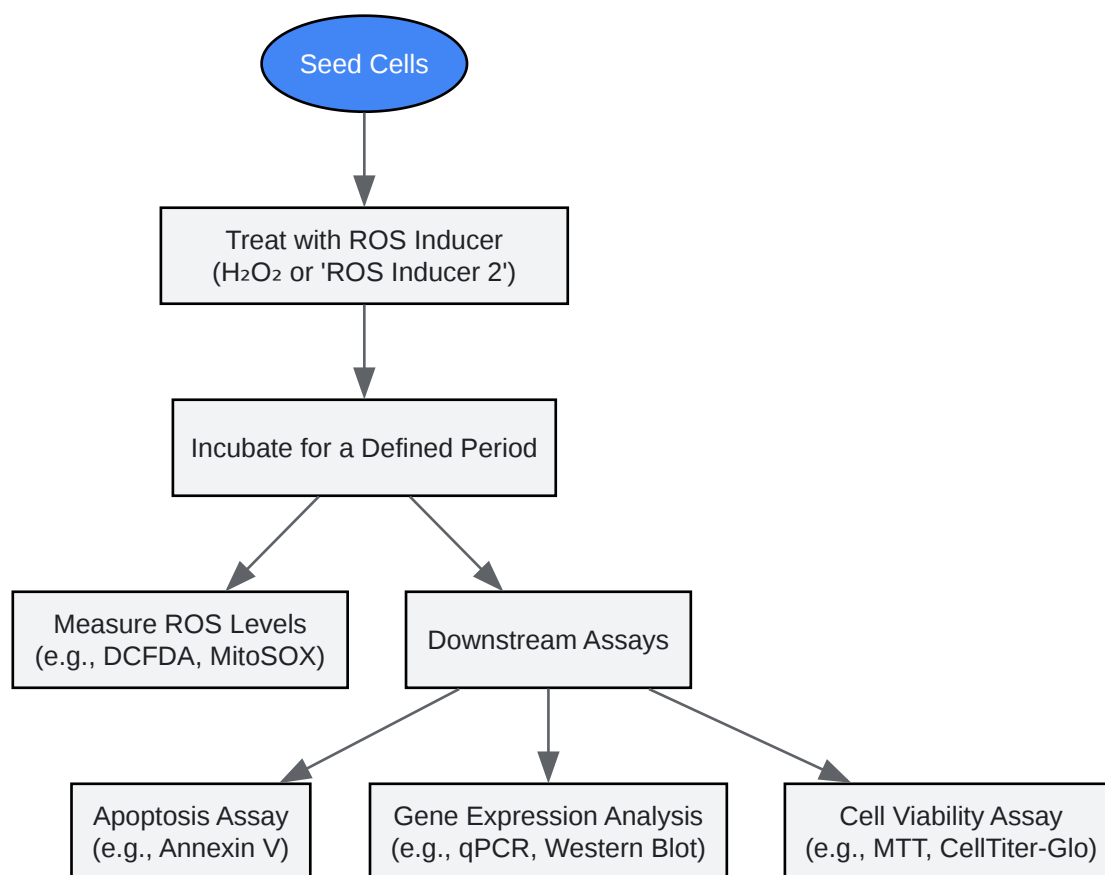 Seed Cells
Treat with ROS Inducer
(H₂O₂ or 'ROS Inducer 2')
Incubate for a Defined Period
Measure ROS Levels
(e.g., DCFDA, MitoSOX)
Downstream Assays
Apoptosis Assay
(e.g., Annexin V)
Gene Expression Analysis
(e.g., qPCR, Western Blot)
Cell Viability Assay
(e.g., MTT, CellTiter-Glo)